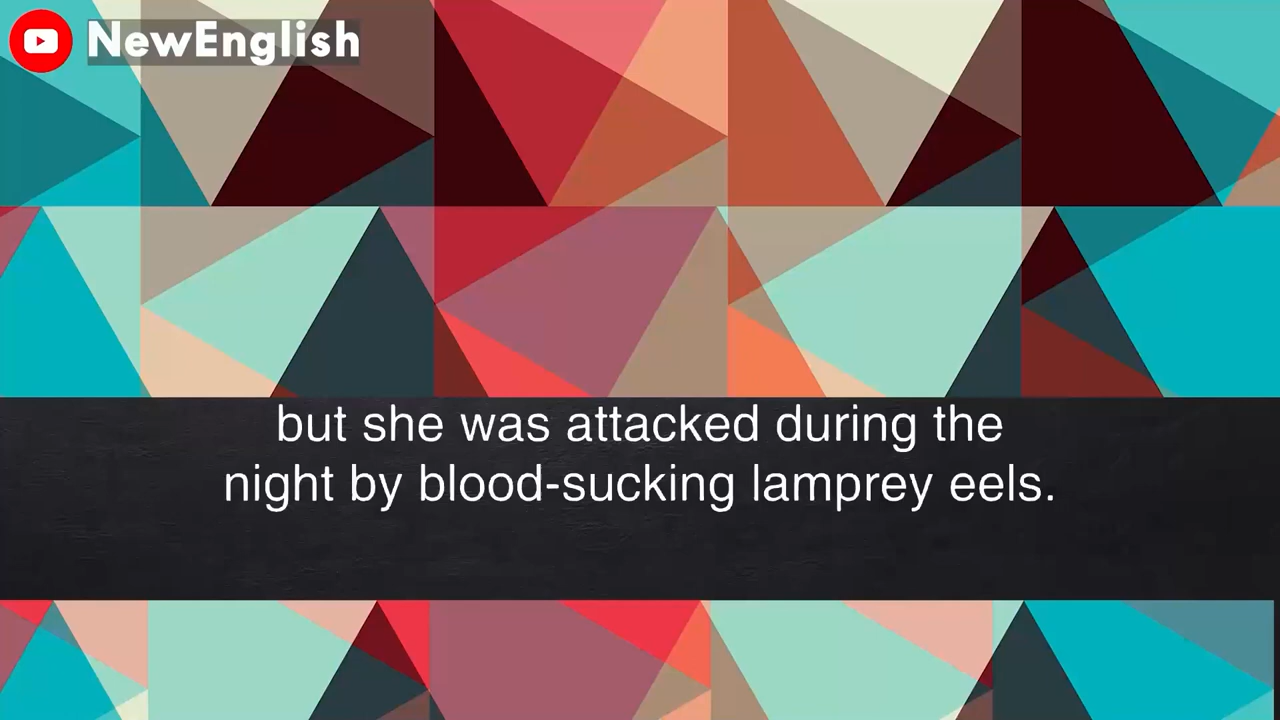 NewEnglish
but she was attacked during the
night by blood-sucking lamprey eels.